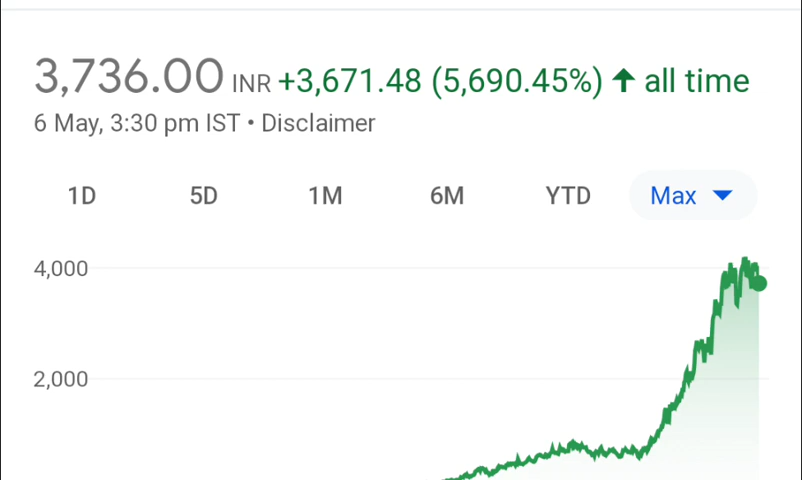 3,736.00 INR +3,671.48 (5,690.45%) ↑ all time
6 May, 3:30 pm IST • Disclaimer
1D 5D 1M 6M YTD Max
4,000
2,000